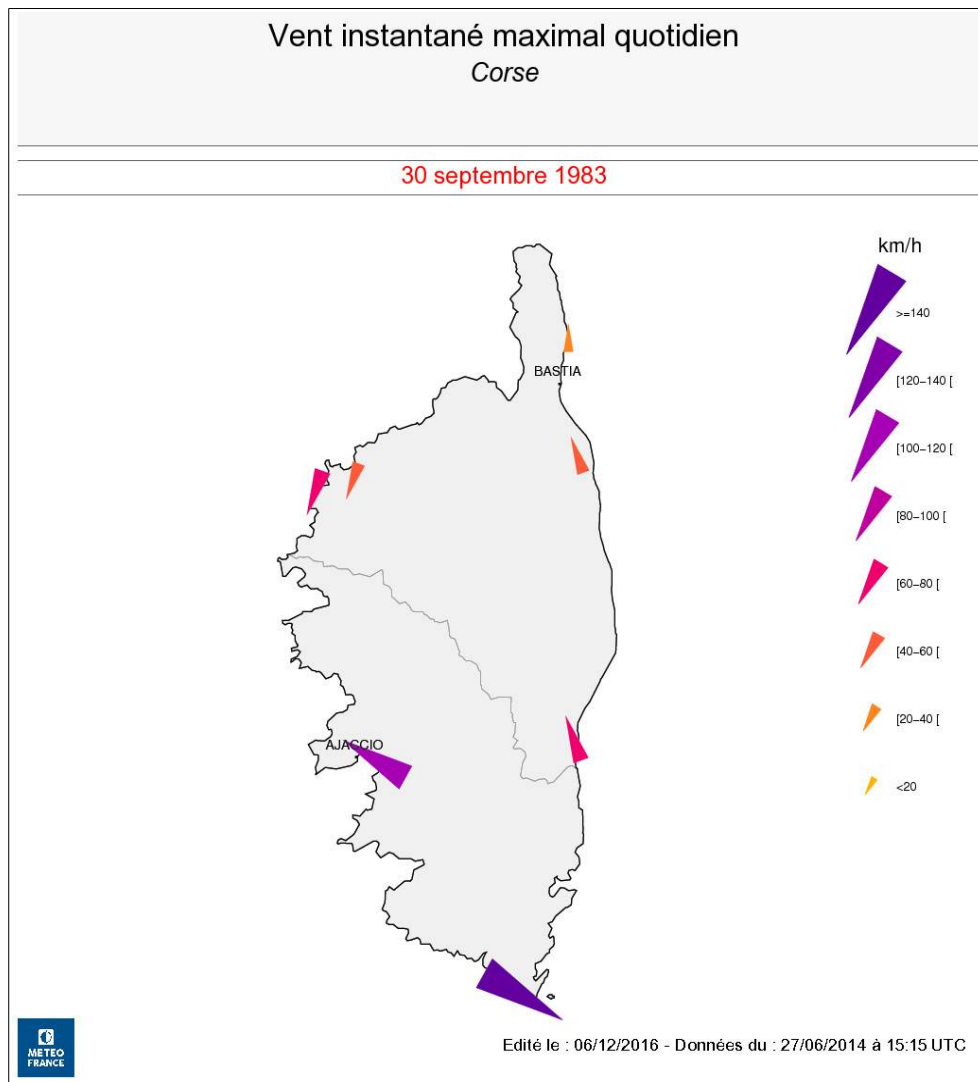 Vent instantané maximal quotidien
Corse
30 septembre 1983
km/h
>=140
[120–140 [
[100–120 [
[80–100 [
[60–80 [
[40–60 [
[20–40 [
<20
BASTIA
AJACCIO
METEO
FRANCE
Edité le : 06/12/2016 - Données du : 27/06/2014 à 15:15 UTC